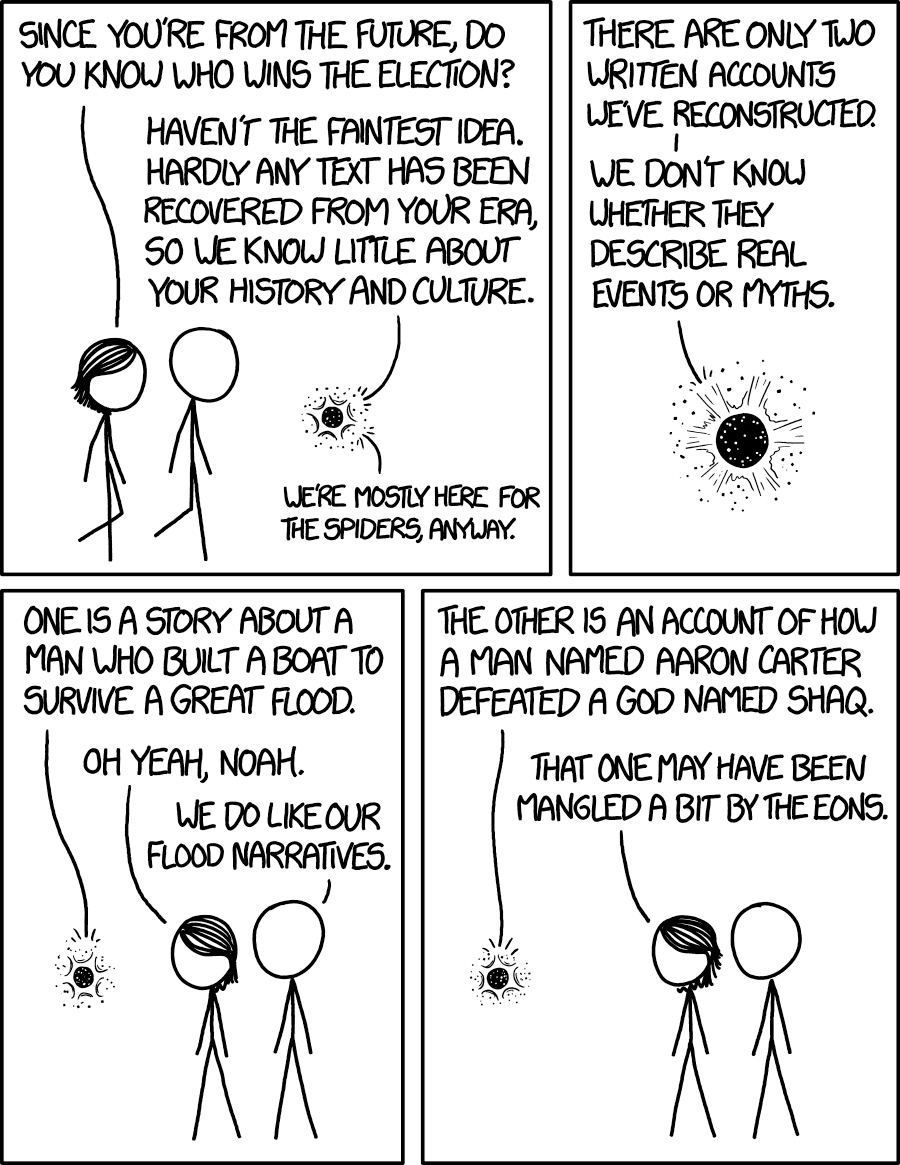 SINCE YOU'RE FROM THE FUTURE, DO
YOU KNOW WHO WINS THE ELECTION?
HAVEN'T THE FAINTEST IDEA.
HARDLY ANY TEXT HAS BEEN
RECOVERED FROM YOUR ERA,
SO WE KNOW LITTLE ABOUT
YOUR HISTORY AND CULTURE.
WE'RE MOSTLY HERE FOR
THE SPIDERS, ANYWAY.
THERE ARE ONLY TWO
WRITTEN ACCOUNTS
WE'VE RECONSTRUCTED.
WE DON'T KNOW
WHETHER THEY
DESCRIBE REAL
EVENTS OR MYTHS.
ONE IS A STORY ABOUT A
MAN WHO BUILT A BOAT TO
SURVIVE A GREAT FLOOD.
OH YEAH, NOAH.
WE DO LIKE OUR
FLOOD NARRATIVES.
THE OTHER IS AN ACCOUNT OF HOW
A MAN NAMED AARON CARTER
DEFEATED A GOD NAMED SHAQ.
THAT ONE MAY HAVE BEEN
MANGLED A BIT BY THE EONS.